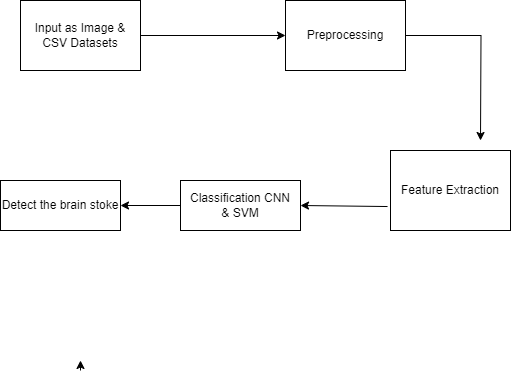 Input as Image &
CSV Datasets
Preprocessing
Feature Extraction
Classification CNN
& SVM
Detect the brain stoke